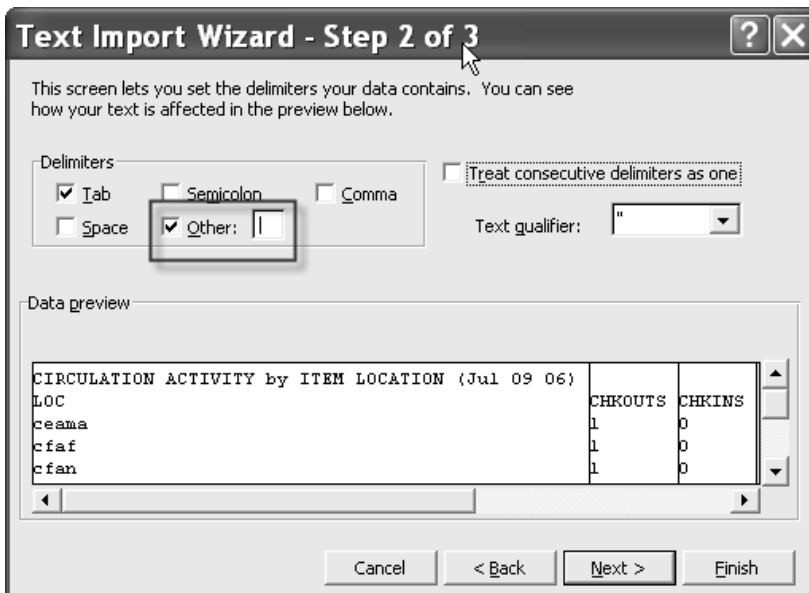 Text Import Wizard - Step 2 of 3
This screen lets you set the delimiters your data contains. You can see
how your text is affected in the preview below.
Delimiters
Tab Semicolon Comma
Space Other: |
Treat consecutive delimiters as one
Text qualifier: "
Data preview
CIRCULATION ACTIVITY by ITEM LOCATION (Jul 09 06)
LOC CHKOUTS CHKINS
ceama 1 0
cfaf 1 0
cfan 1 0
Cancel < Back Next > Finish